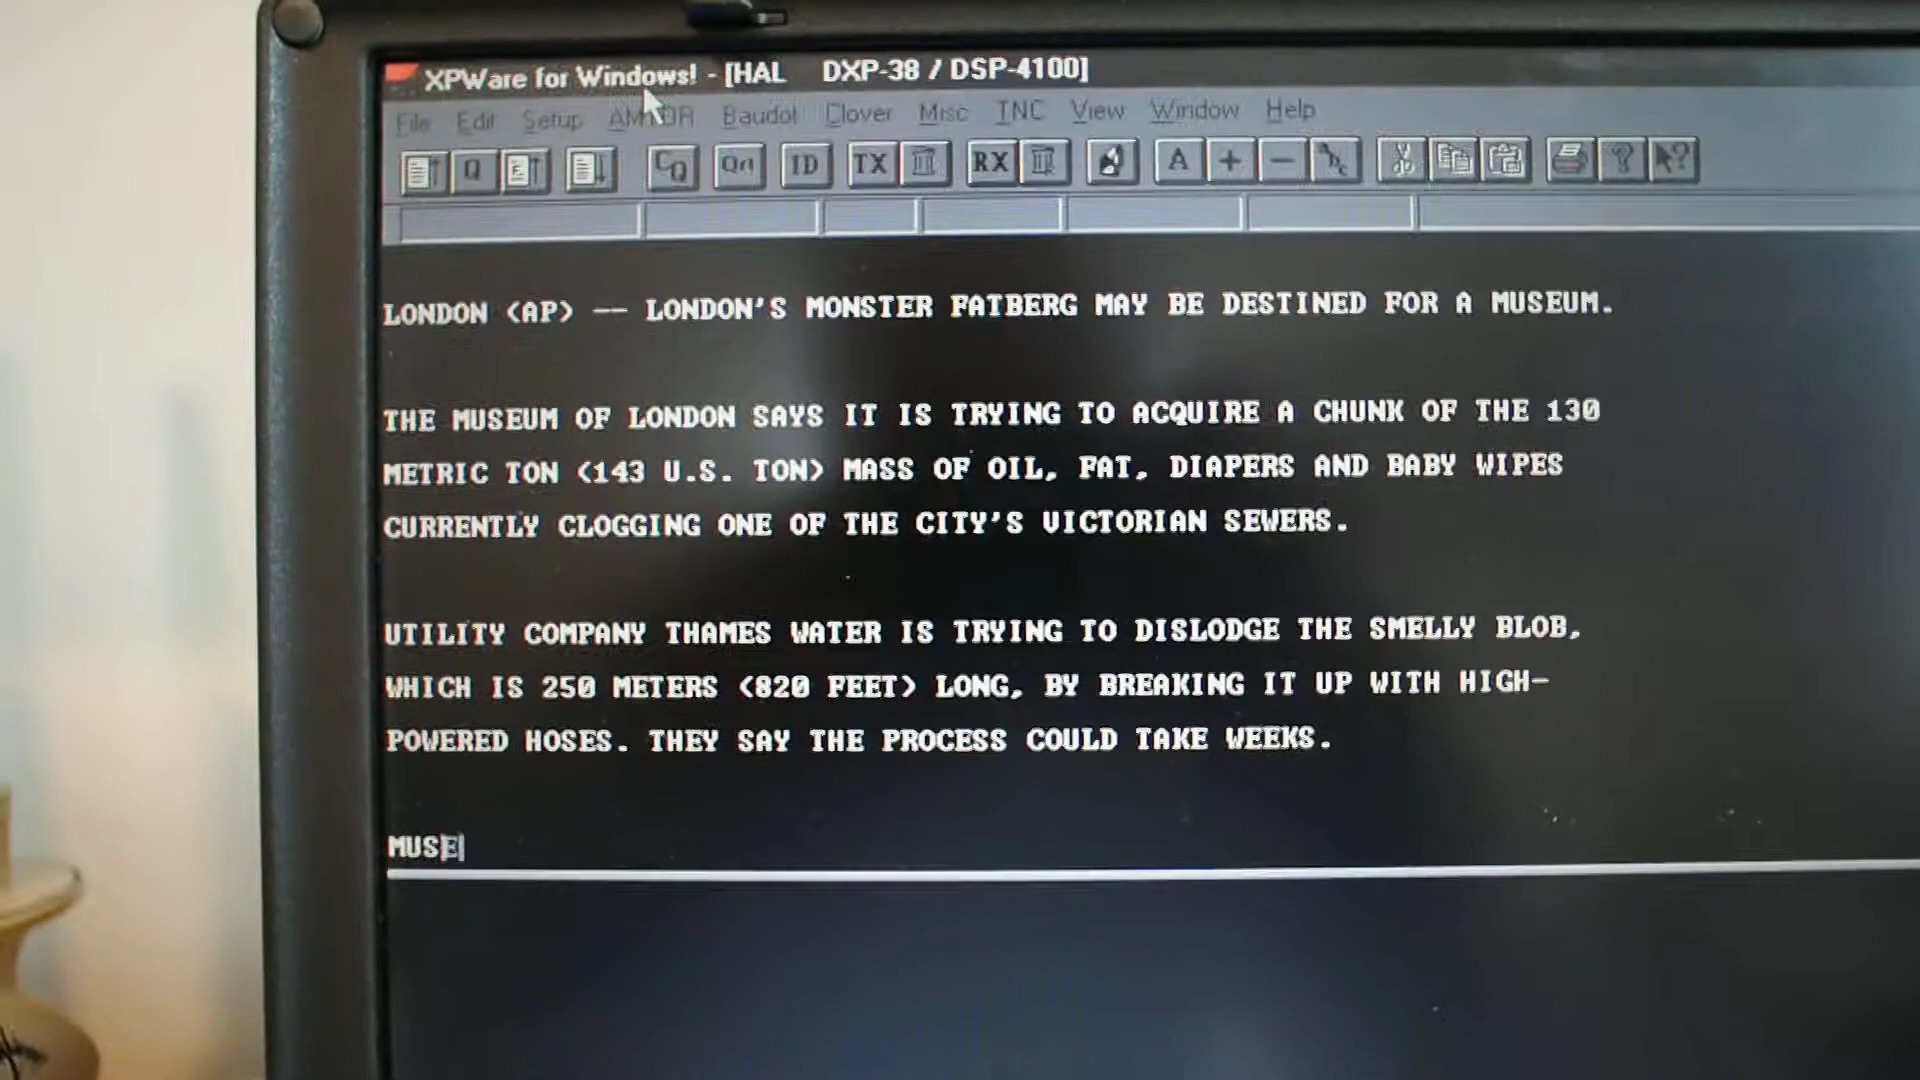 XPWare for Windows! - [HAL DXP-38 / DSP-4100]
File Edit Setup AMTOR Baudot Clover Misc TNC View Window Help
Q CQ Qrl ID TX RX A + - ?
LONDON <AP> -- LONDON'S MONSTER FATBERG MAY BE DESTINED FOR A MUSEUM.
THE MUSEUM OF LONDON SAYS IT IS TRYING TO ACQUIRE A CHUNK OF THE 130
METRIC TON <143 U.S. TON> MASS OF OIL, FAT, DIAPERS AND BABY WIPES
CURRENTLY CLOGGING ONE OF THE CITY'S VICTORIAN SEWERS.
UTILITY COMPANY THAMES WATER IS TRYING TO DISLODGE THE SMELLY BLOB,
WHICH IS 250 METERS <820 FEET> LONG, BY BREAKING IT UP WITH HIGH-
POWERED HOSES. THEY SAY THE PROCESS COULD TAKE WEEKS.
MUSE